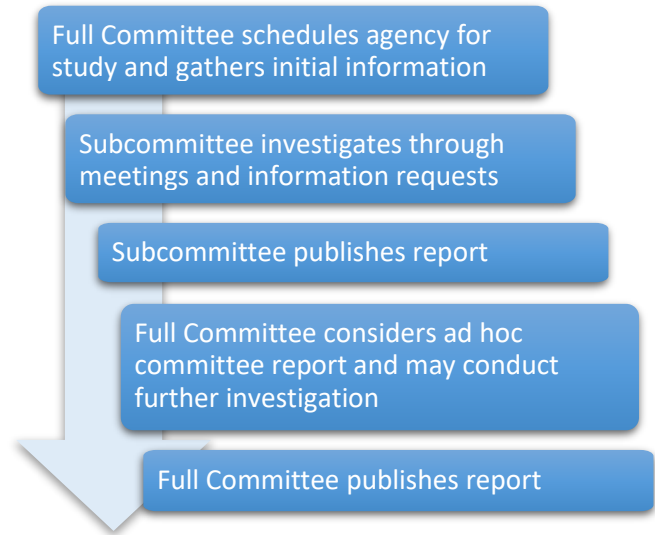 Full Committee schedules agency for
study and gathers initial information
Subcommittee investigates through
meetings and information requests
Subcommittee publishes report
Full Committee considers ad hoc
committee report and may conduct
further investigation
Full Committee publishes report